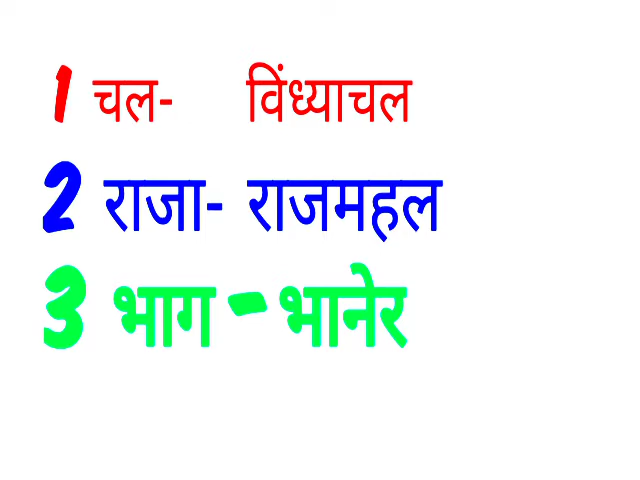 1 चल- विंध्याचल
2 राजा- राजमहल
3 भाग - भानेर